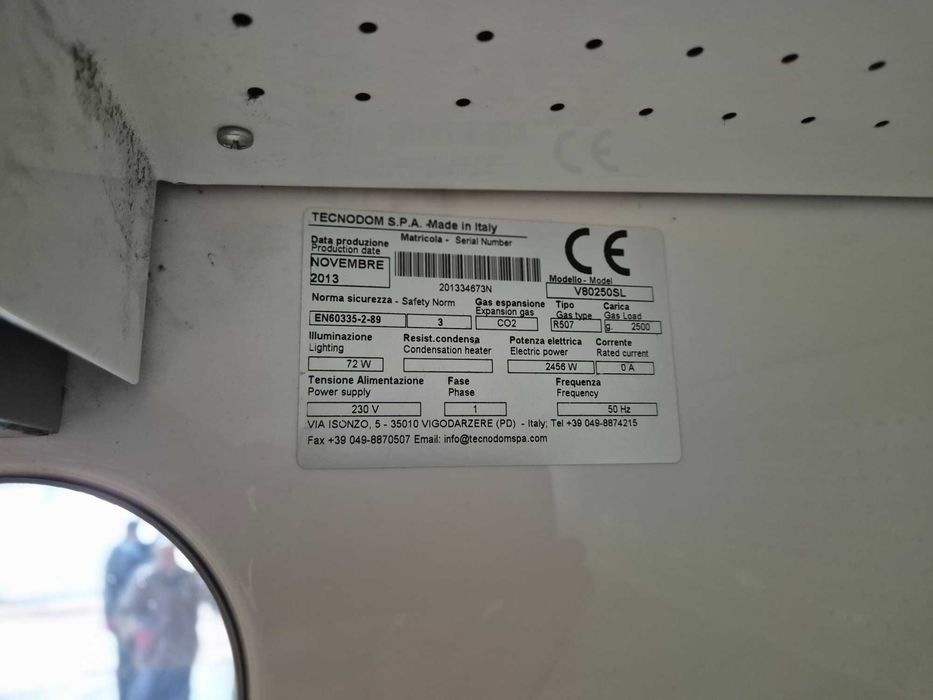 TECNODOM S.P.A. -Made in Italy
Data produzione Matricola - Serial Number
Production date
NOVEMBRE
2013
201334673N
CE
Modello - Model
V80250SL
Norma sicurezza - Safety Norm Gas espansione Tipo Carica
Expansion gas Gas type Gas Load
EN60335-2-89 3 CO2 R507 g. 2500
Illuminazione Resist.condensa Potenza elettrica Corrente
Lighting Condensation heater Electric power Rated current
72 W 2456 W 0 A
Tensione Alimentazione Fase Frequenza
Power supply Phase Frequency
230 V 1 50 Hz
VIA ISONZO, 5 - 35010 VIGODARZERE (PD) - Italy; Tel +39 049-8874215
Fax +39 049-8870507 Email: info@tecnodomspa.com